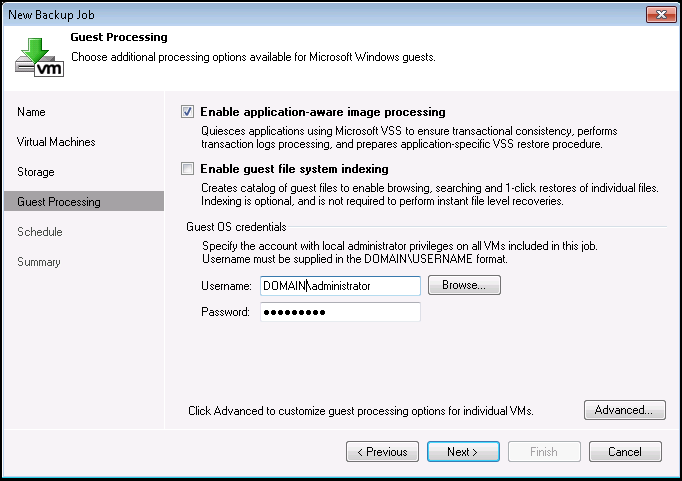 New Backup Job
Guest Processing
Choose additional processing options available for Microsoft Windows guests.
vm
Name
Virtual Machines
Storage
Guest Processing
Schedule
Summary
Enable application-aware image processing
Quiesces applications using Microsoft VSS to ensure transactional consistency, performs
transaction logs processing, and prepares application-specific VSS restore procedure.
Enable guest file system indexing
Creates catalog of guest files to enable browsing, searching and 1-click restores of individual files.
Indexing is optional, and is not required to perform instant file level recoveries.
Guest OS credentials
Specify the account with local administrator privileges on all VMs included in this job.
Username must be supplied in the DOMAIN\USERNAME format.
Username: DOMAIN\administrator Browse...
Password: ●●●●●●●●●
Click Advanced to customize guest processing options for individual VMs. Advanced...
< Previous Next > Finish Cancel